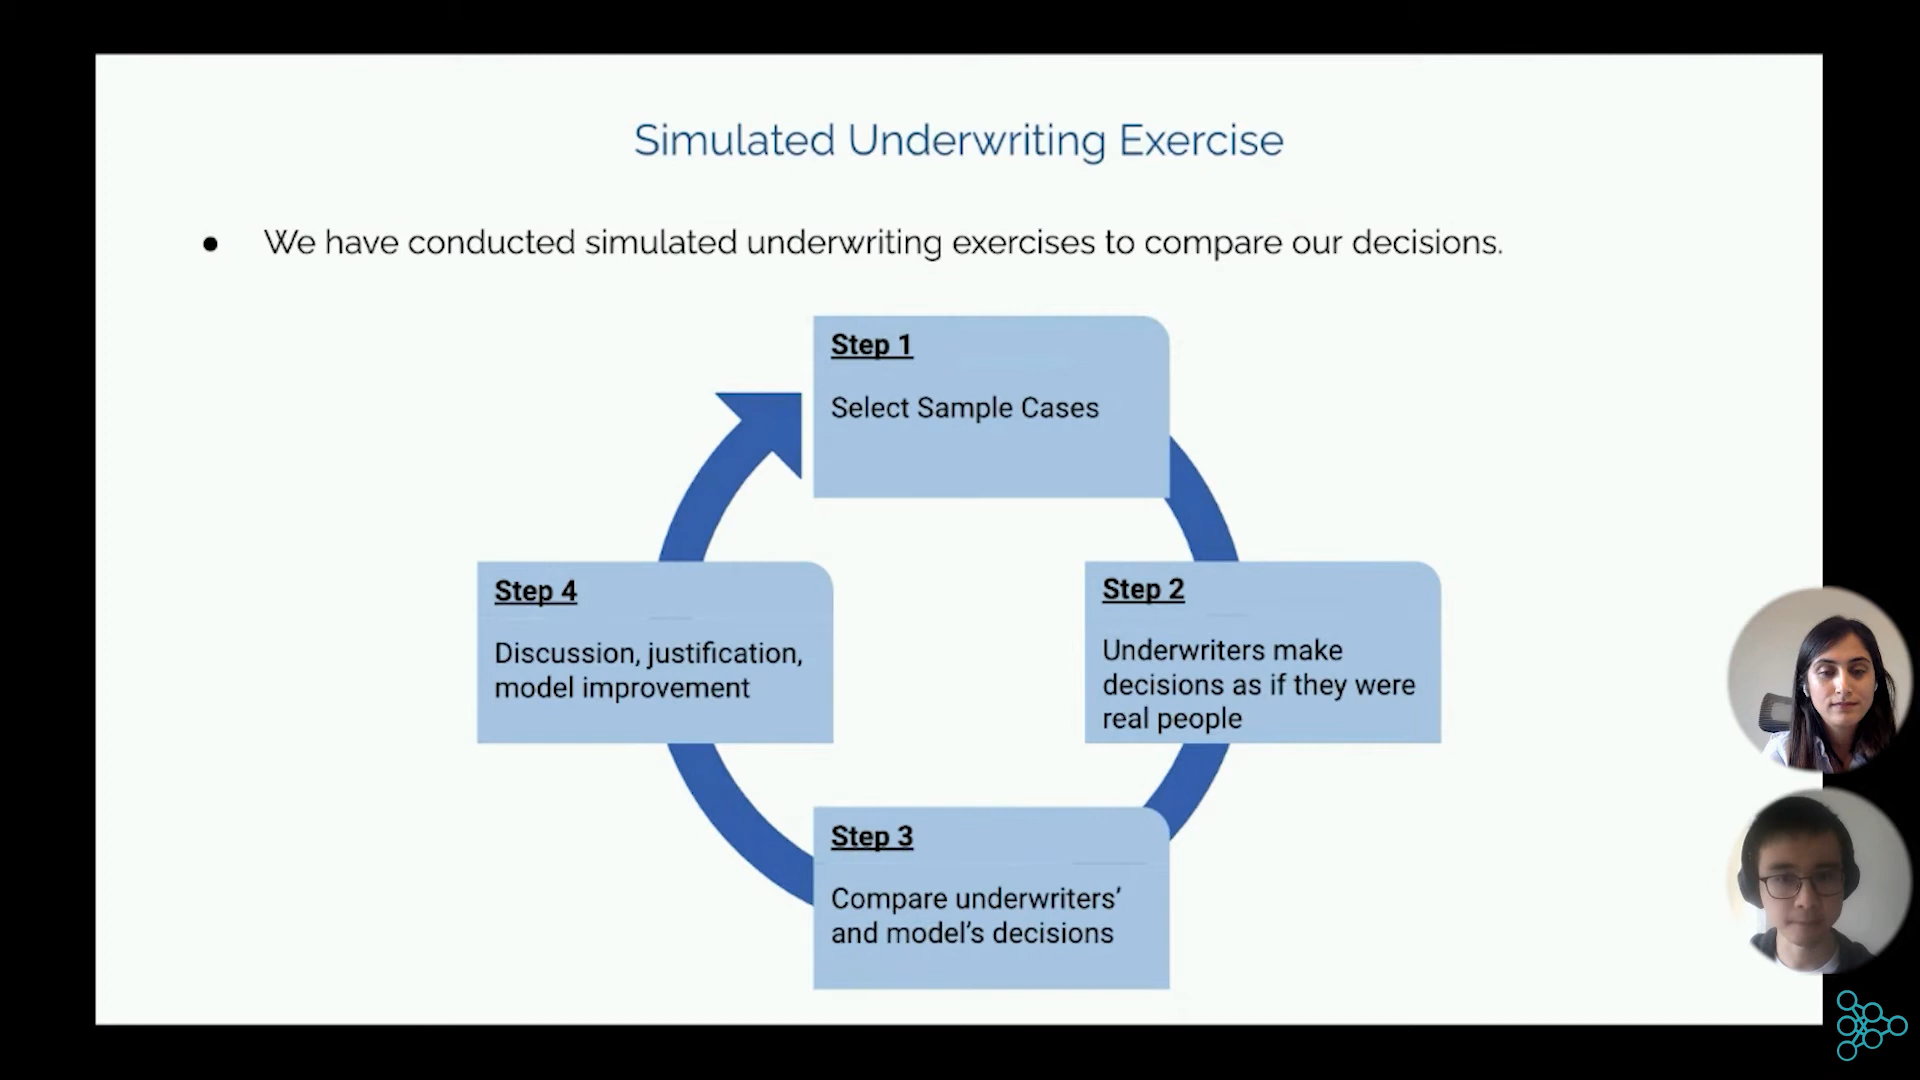 Simulated Underwriting Exercise
● We have conducted simulated underwriting exercises to compare our decisions.
Step 1
Select Sample Cases
Step 2
Underwriters make
decisions as if they were
real people
Step 3
Compare underwriters’
and model’s decisions
Step 4
Discussion, justification,
model improvement